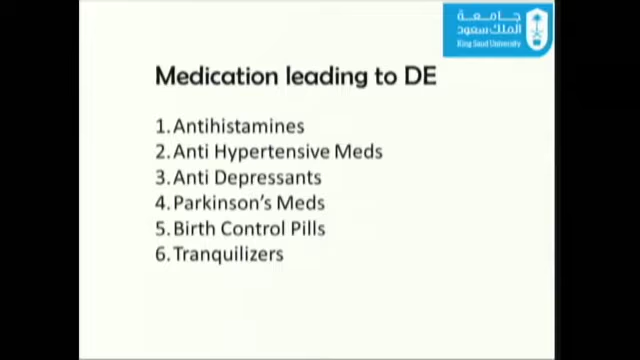 جامعة
الملك سعود
King Saud University
Medication leading to DE
1. Antihistamines
2. Anti Hypertensive Meds
3. Anti Depressants
4. Parkinson's Meds
5. Birth Control Pills
6. Tranquilizers